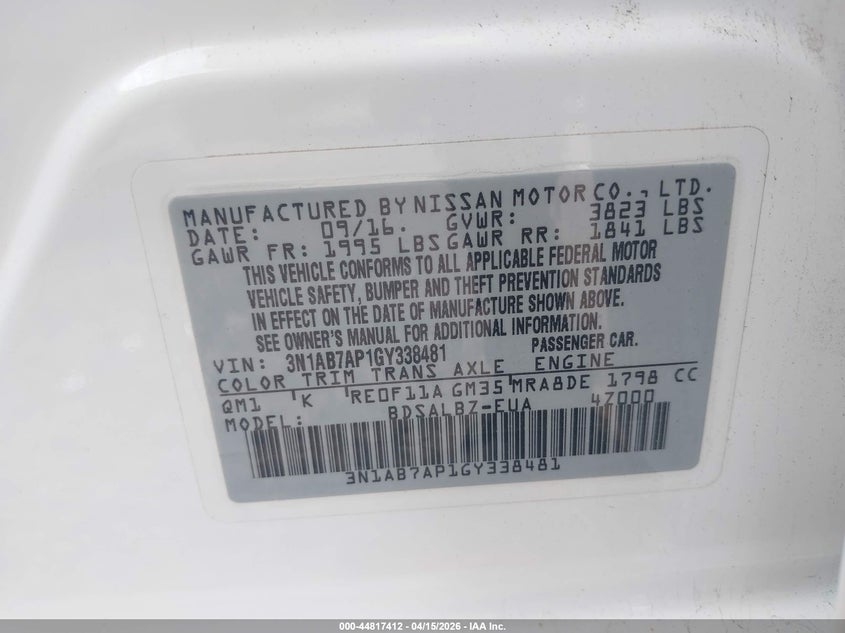 MANUFACTURED BY NISSAN MOTOR CO., LTD.
DATE: 09/16. GVWR: 3823 LBS
GAWR FR: 1995 LBS GAWR RR: 1841 LBS
THIS VEHICLE CONFORMS TO ALL APPLICABLE FEDERAL MOTOR
VEHICLE SAFETY, BUMPER AND THEFT PREVENTION STANDARDS
IN EFFECT ON THE DATE OF MANUFACTURE SHOWN ABOVE.
SEE OWNER'S MANUAL FOR ADDITIONAL INFORMATION.
VIN: 3N1AB7AP1GY338481 PASSENGER CAR.
COLOR TRIM TRANS AXLE ENGINE
QM1 K RE0F11A GM35 MRA8DE 1798 CC
MODEL: BDSALBZ-EUA 4Z000
3N1AB7AP1GY338481
000-44817412 - 04/15/2026 - IAA Inc.